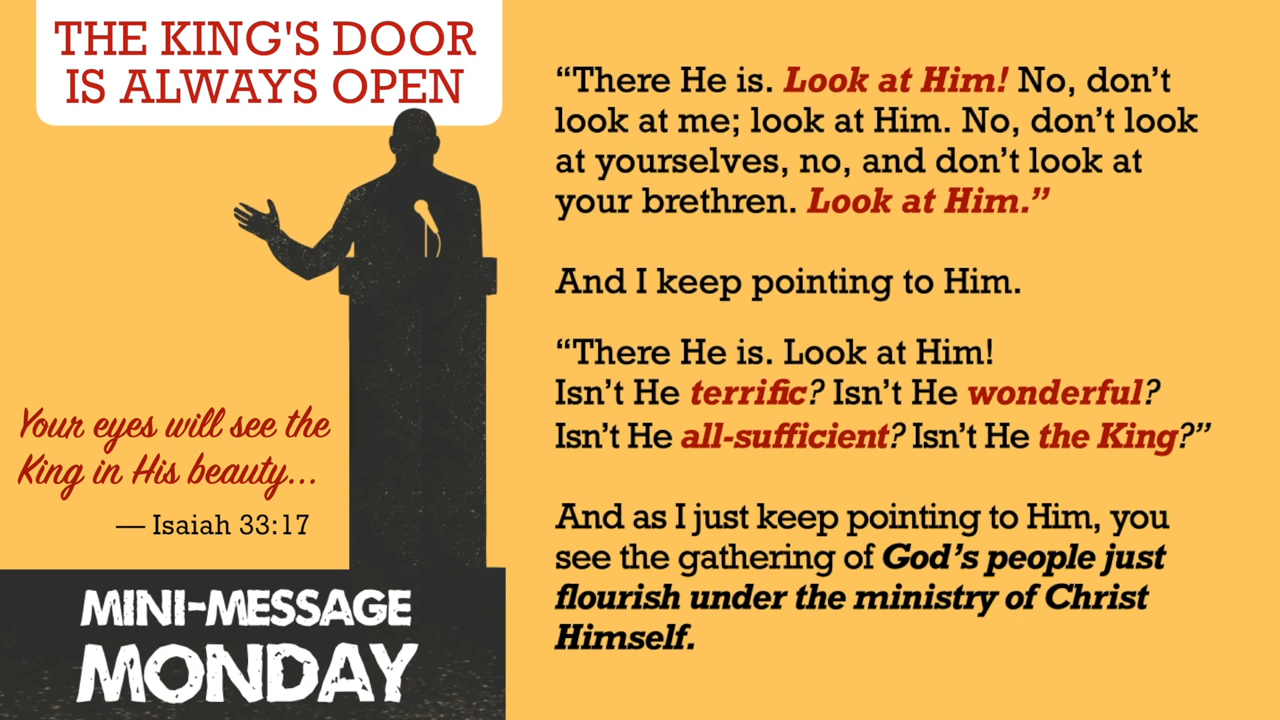 THE KING'S DOOR
IS ALWAYS OPEN
Your eyes will see the
King in His beauty...
— Isaiah 33:17
MINI-MESSAGE
MONDAY
“There He is. Look at Him! No, don’t
look at me; look at Him. No, don’t look
at yourselves, no, and don’t look at
your brethren. Look at Him.”
And I keep pointing to Him.
“There He is. Look at Him!
Isn’t He terrific? Isn’t He wonderful?
Isn’t He all-sufficient? Isn’t He the King?”
And as I just keep pointing to Him, you
see the gathering of God’s people just
flourish under the ministry of Christ
Himself.